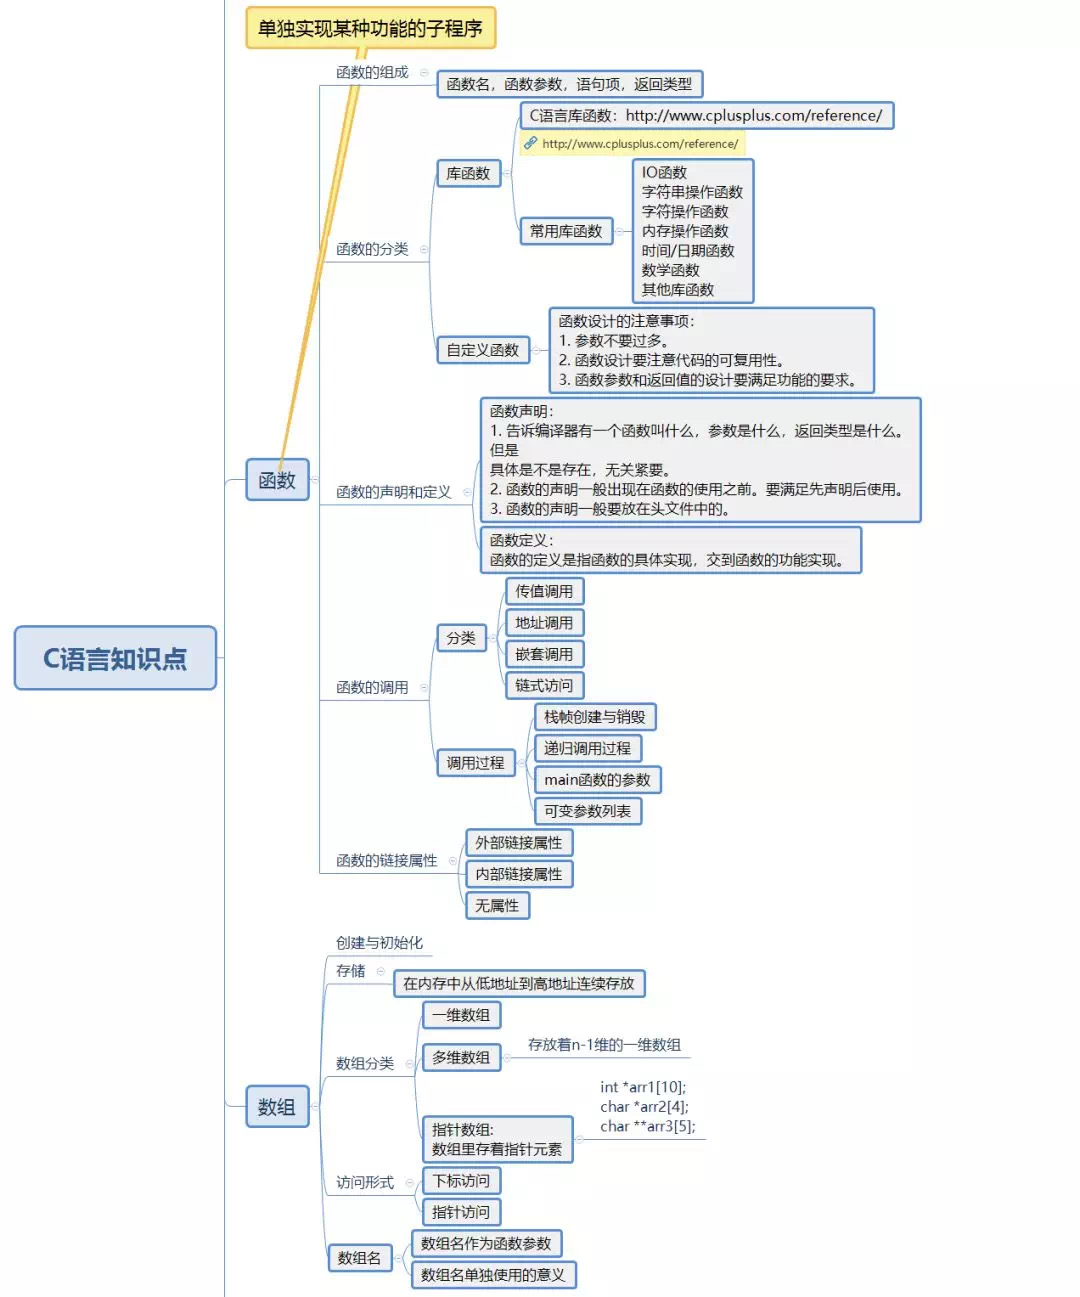 单独实现某种功能的子程序
函数的组成
函数名，函数参数，语句项，返回类型
C语言库函数：http://www.cplusplus.com/reference/
http://www.cplusplus.com/reference/
库函数
IO函数
字符串操作函数
字符操作函数
常用库函数
内存操作函数
时间/日期函数
数学函数
其他库函数
函数的分类
函数设计的注意事项：
1. 参数不要过多。
自定义函数
2. 函数设计要注意代码的可复用性。
3. 函数参数和返回值的设计要满足功能的要求。
函数声明：
1. 告诉编译器有一个函数叫什么，参数是什么，返回类型是什么。
但是
具体是不是存在，无关紧要。
函数
函数的声明和定义
2. 函数的声明一般出现在函数的使用之前。要满足先声明后使用。
3. 函数的声明一般要放在头文件中的。
函数定义：
函数的定义是指函数的具体实现，交到函数的功能实现。
传值调用
地址调用
分类
嵌套调用
链式访问
C语言知识点
函数的调用
栈帧创建与销毁
递归调用过程
调用过程
main函数的参数
可变参数列表
外部链接属性
函数的链接属性
内部链接属性
无属性
创建与初始化
存储
在内存中从低地址到高地址连续存放
一维数组
数组分类
多维数组
存放着n-1维的一维数组
int *arr1[10];
char *arr2[4];
char **arr3[5];
数组
指针数组:
数组里存着指针元素
访问形式
下标访问
指针访问
数组名
数组名作为函数参数
数组名单独使用的意义